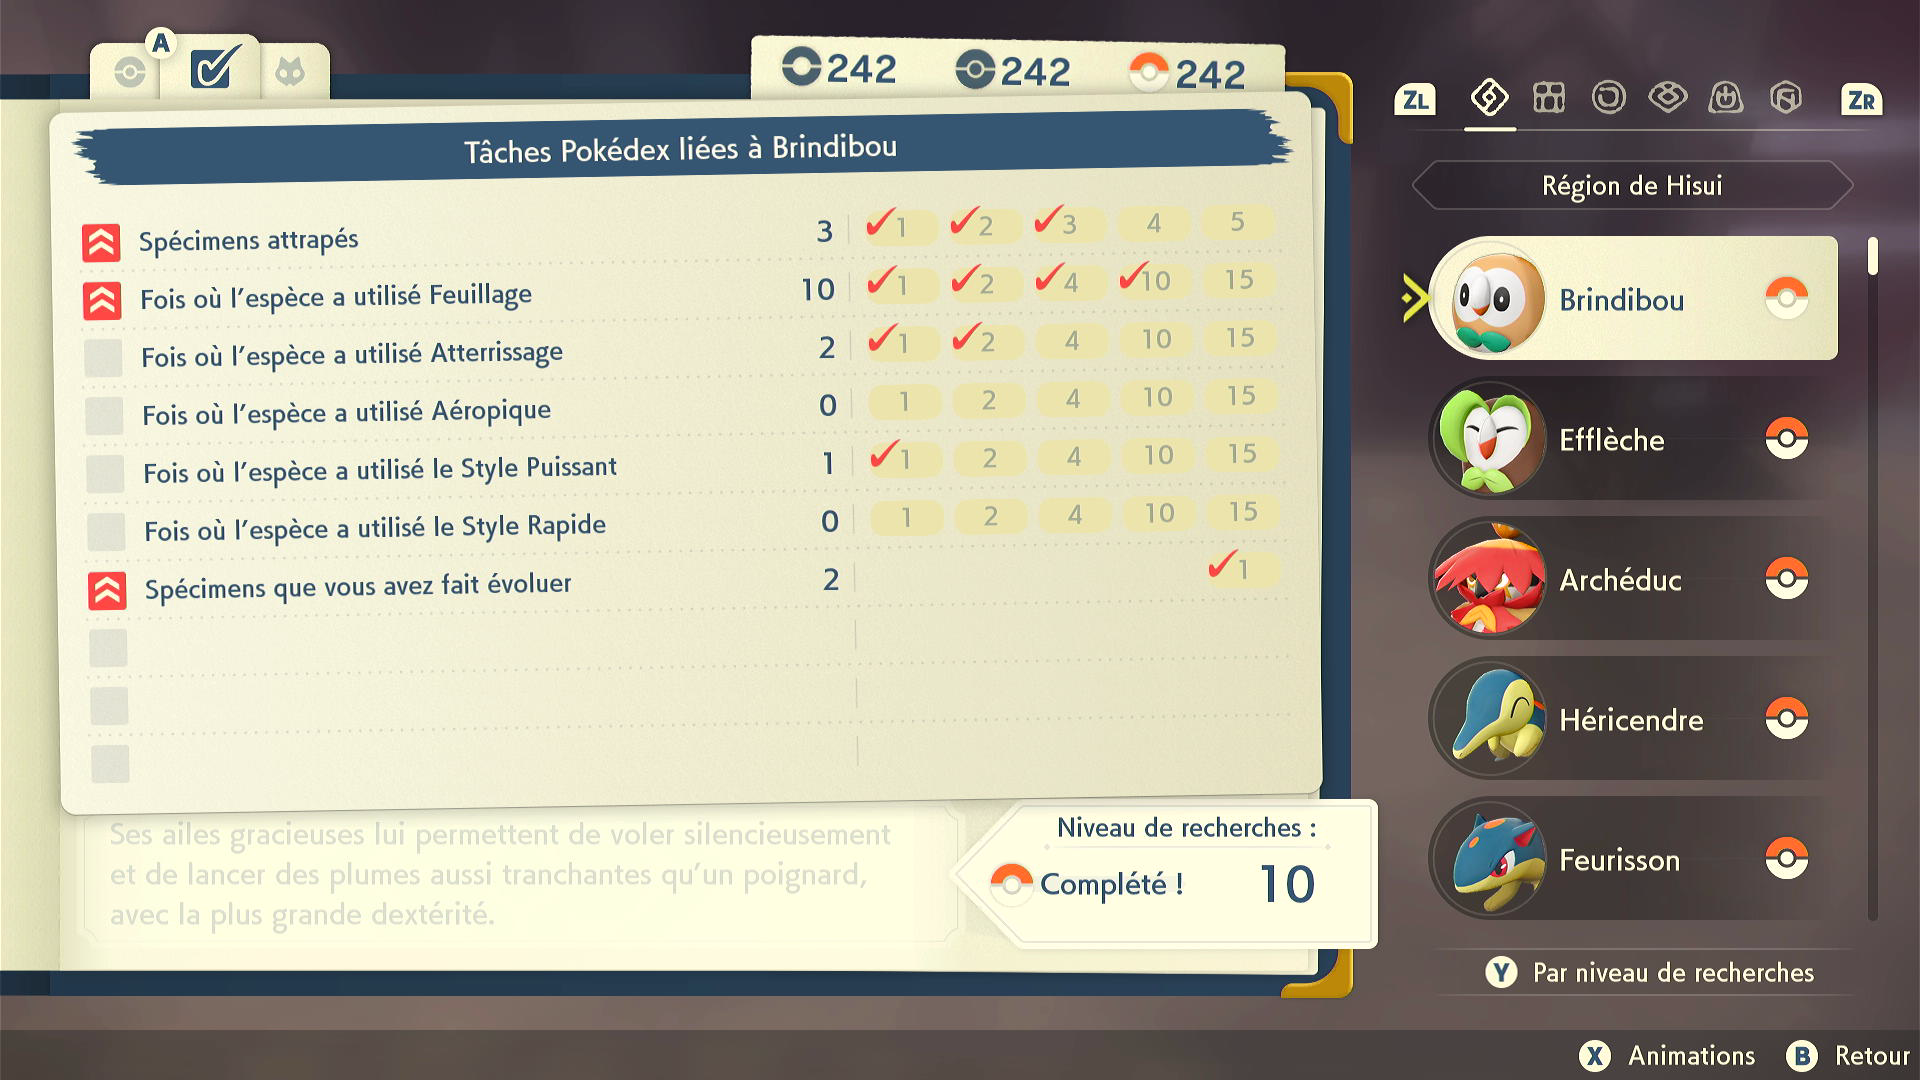 A
242 242 242
Tâches Pokédex liées à Brindibou
Spécimens attrapés 3 1 2 3 4 5
Fois où l'espèce a utilisé Feuillage 10 1 2 4 10 15
Fois où l'espèce a utilisé Atterrissage 2 1 2 4 10 15
Fois où l'espèce a utilisé Aéropique 0 1 2 4 10 15
Fois où l'espèce a utilisé le Style Puissant 1 1 2 4 10 15
Fois où l'espèce a utilisé le Style Rapide 0 1 2 4 10 15
Spécimens que vous avez fait évoluer 2 1
Ses ailes gracieuses lui permettent de voler silencieusement
et de lancer des plumes aussi tranchantes qu'un poignard,
avec la plus grande dextérité.
Niveau de recherches :
Complété ! 10
ZL ZR
Région de Hisui
Brindibou
Efflèche
Archéduc
Héricendre
Feurisson
Y Par niveau de recherches
X Animations B Retour